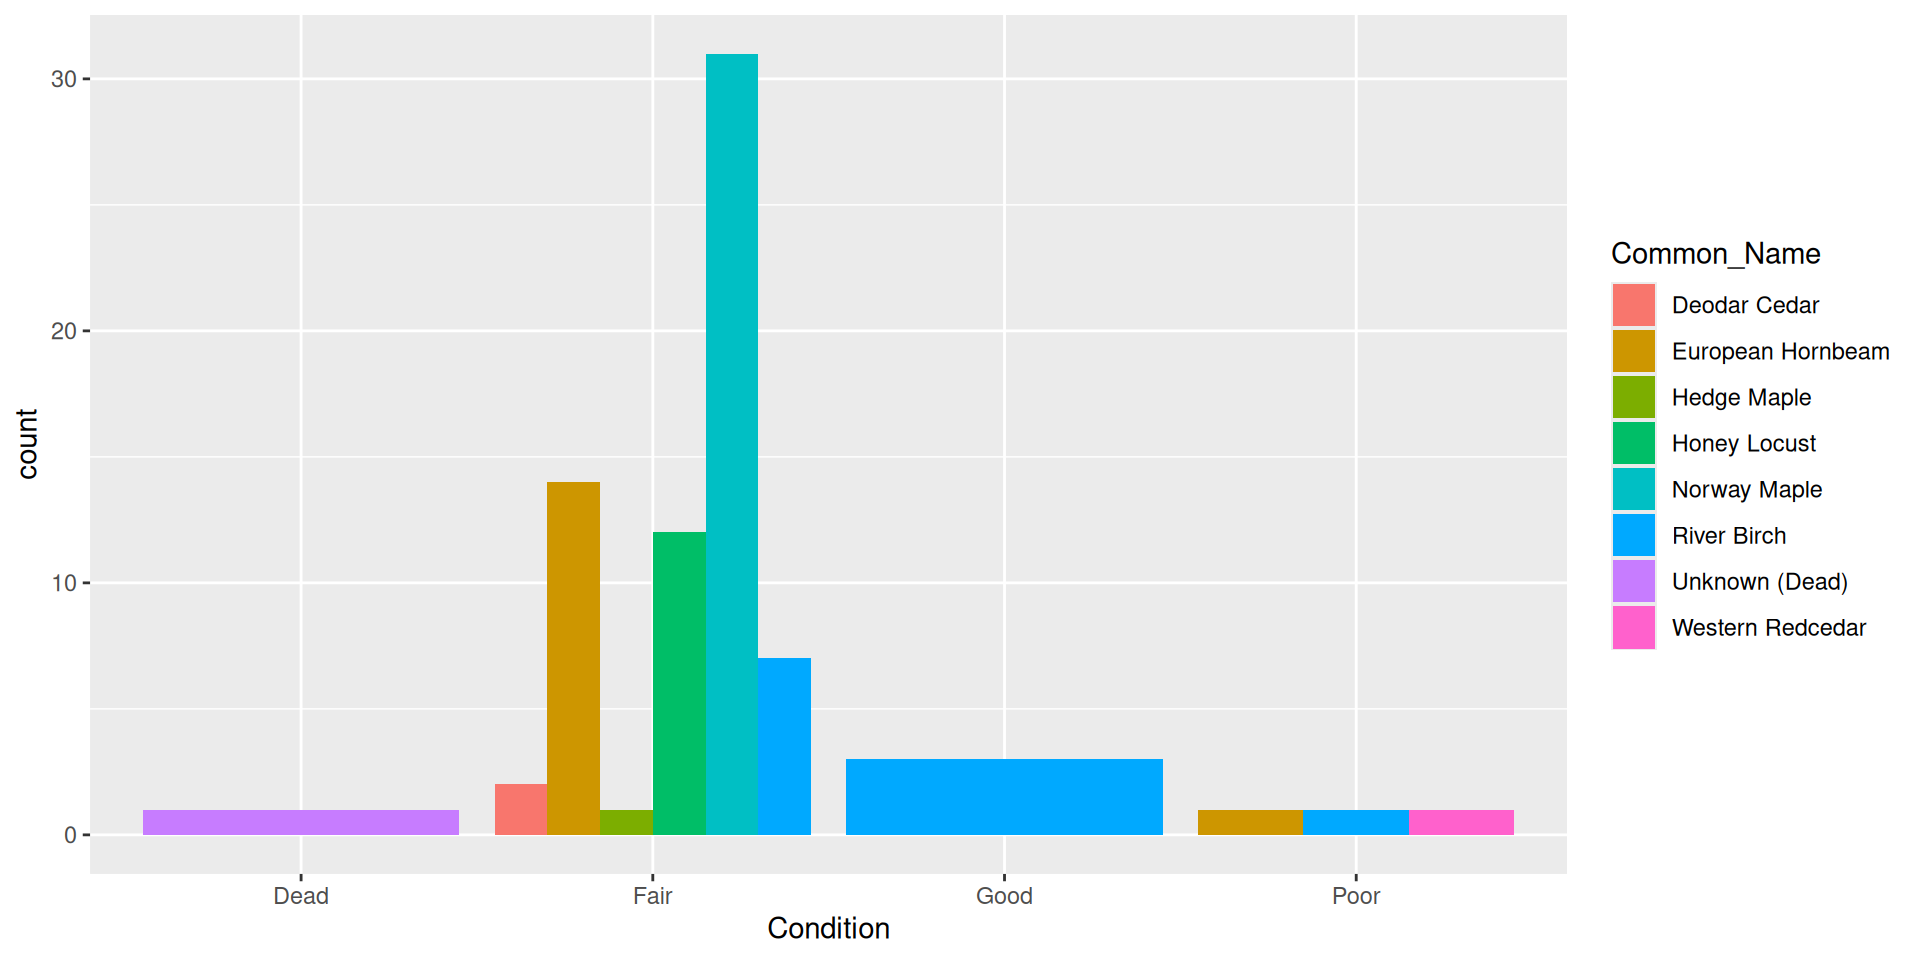 30
20
10
0
count
Dead
Fair
Good
Poor
Condition
Common_Name
Deodar Cedar
European Hornbeam
Hedge Maple
Honey Locust
Norway Maple
River Birch
Unknown (Dead)
Western Redcedar